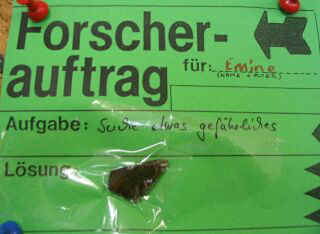 Forscher-
auftrag
für: Emine
Aufgabe: Suche etwas gefährliches
Lösung: